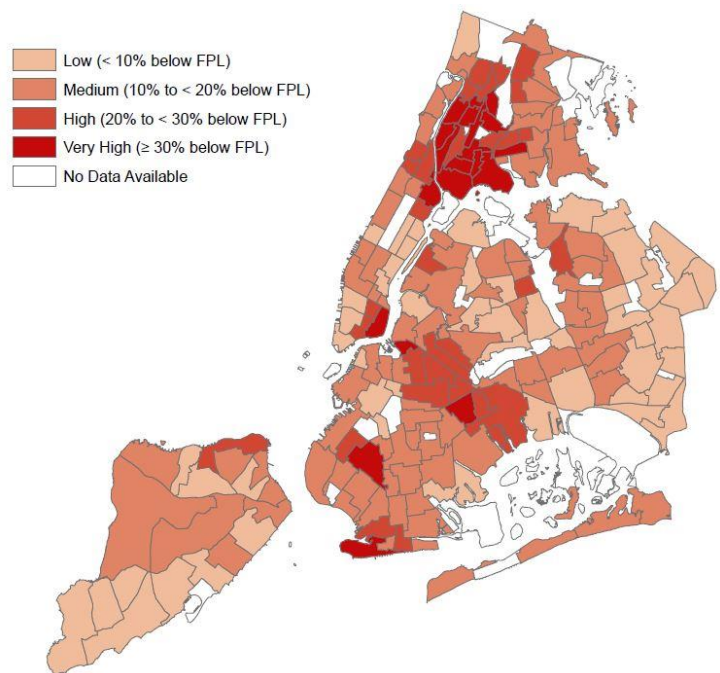 Low (< 10% below FPL)
Medium (10% to < 20% below FPL)
High (20% to < 30% below FPL)
Very High (≥ 30% below FPL)
No Data Available